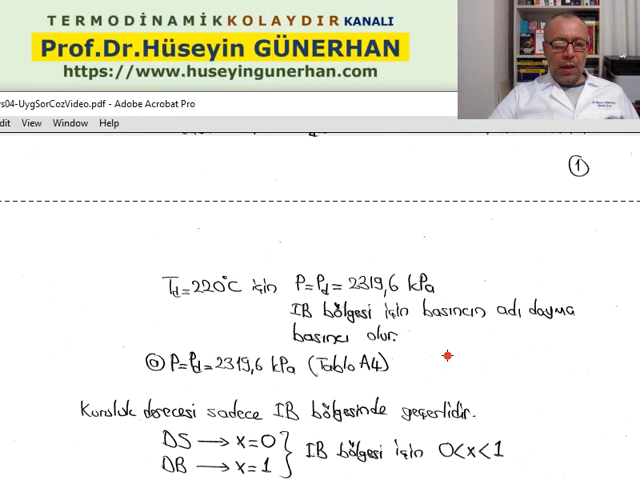 TERMODİNAMİKKOLAYDIR KANALI
Prof.Dr.Hüseyin GÜNERHAN
https://www.huseyingunerhan.com
rs04-UygSorCozVideo.pdf - Adobe Acrobat Pro
dit View Window Help
1
Td=220°C için P=Pd=2319,6 kPa
IB bölgesi için basıncın adı doyma
basıncı olur.
a) P=Pd=2319,6 kPa (Tablo A4)
Kuruluk derecesi sadece IB bölgesinde geçerlidir.
DS → x=0
DB → x=1
IB bölgesi için 0<x<1